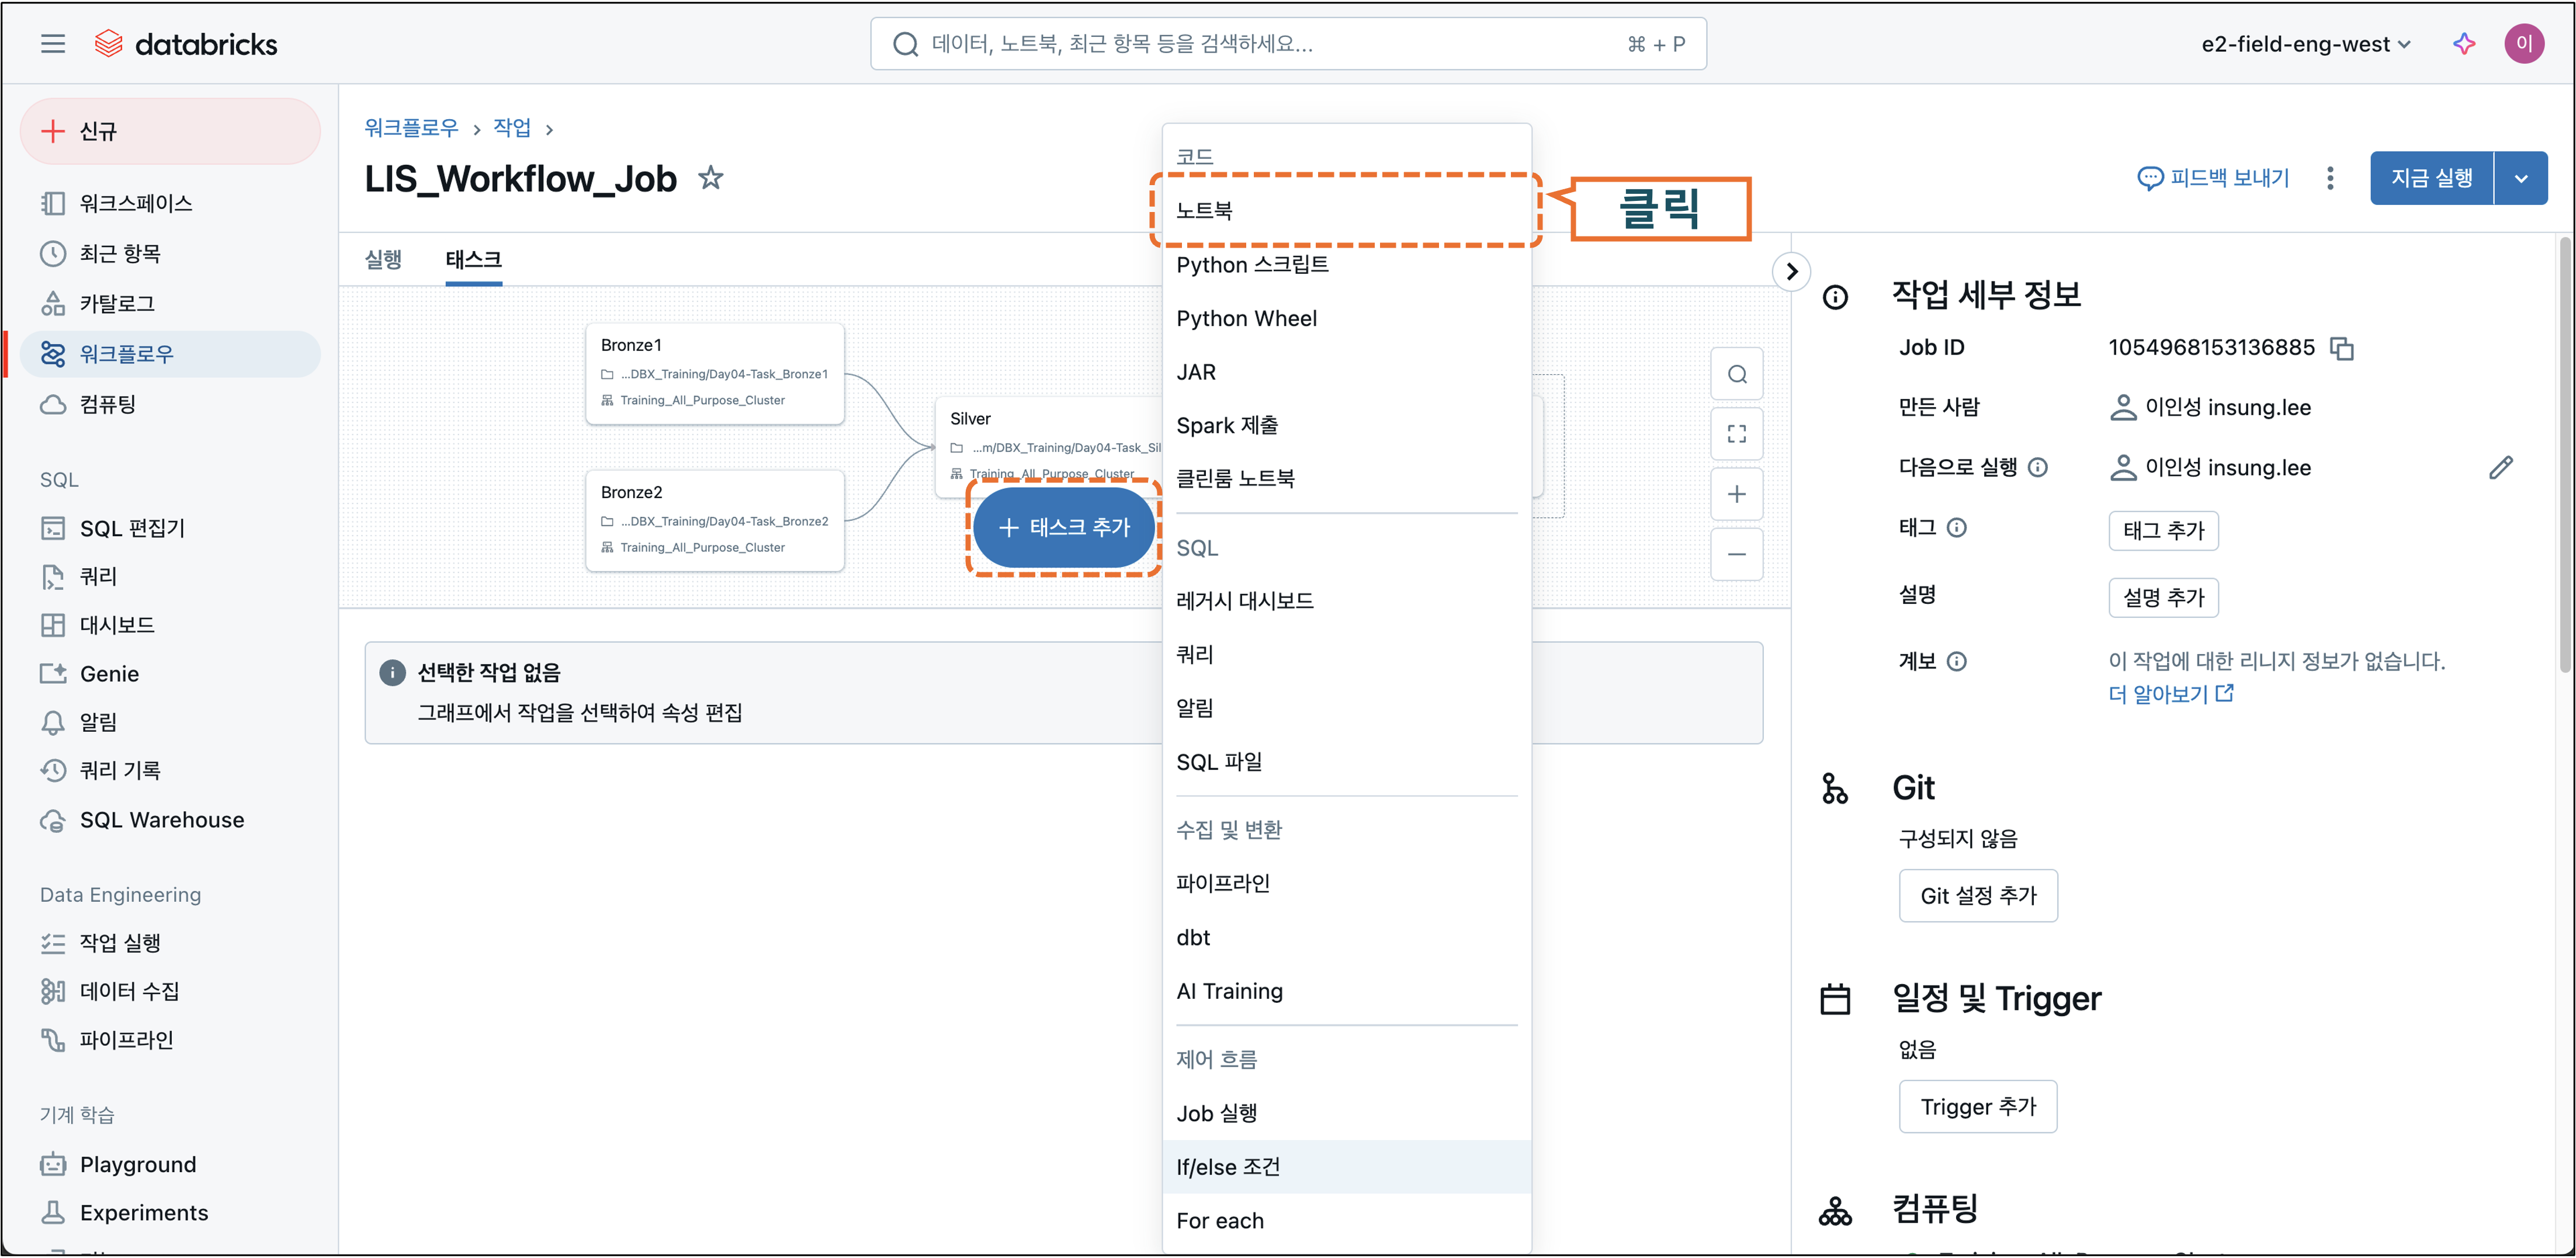 databricks
데이터, 노트북, 최근 항목 등을 검색하세요...
⌘ + P
e2-field-eng-west
이
신규
워크스페이스
최근 항목
카탈로그
워크플로우
컴퓨팅
SQL
SQL 편집기
쿼리
대시보드
Genie
알림
쿼리 기록
SQL Warehouse
Data Engineering
작업 실행
데이터 수집
파이프라인
기계 학습
Playground
Experiments
워크플로우 › 작업 ›
LIS_Workflow_Job
피드백 보내기
지금 실행
실행
태스크
Bronze1
...DBX_Training/Day04-Task_Bronze1
Training_All_Purpose_Cluster
Bronze2
...DBX_Training/Day04-Task_Bronze2
Training_All_Purpose_Cluster
Silver
...m/DBX_Training/Day04-Task_Sil
Training_All_Purpose_Cluster
+ 태스크 추가
선택한 작업 없음
그래프에서 작업을 선택하여 속성 편집
코드
노트북
클릭
Python 스크립트
Python Wheel
JAR
Spark 제출
클린룸 노트북
SQL
레거시 대시보드
쿼리
알림
SQL 파일
수집 및 변환
파이프라인
dbt
AI Training
제어 흐름
Job 실행
If/else 조건
For each
작업 세부 정보
Job ID
1054968153136885
만든 사람
이인성 insung.lee
다음으로 실행
이인성 insung.lee
태그
태그 추가
설명
설명 추가
계보
이 작업에 대한 리니지 정보가 없습니다.
더 알아보기
Git
구성되지 않음
Git 설정 추가
일정 및 Trigger
없음
Trigger 추가
컴퓨팅